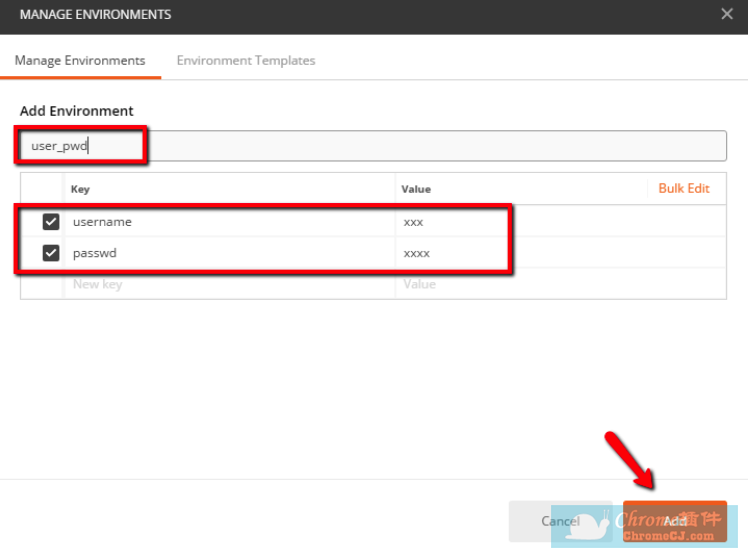 MANAGE ENVIRONMENTS
Manage Environments Environment Templates
Add Environment
user_pwd
Key Value Bulk Edit
username xxx
passwd xxxx
New key Value
Cancel Add
Chrome插件
ChromeCJ.com